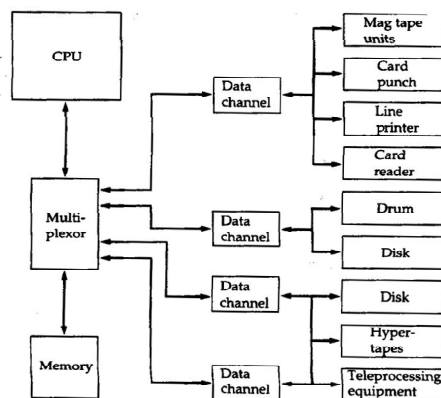 CPU
Multi-
plexor
Memory
Data
channel
Data
channel
Data
channel
Data
channel
Mag tape
units
Card
punch
Line
printer
Card
reader
Drum
Disk
Disk
Hyper-
tapes
Teleprocessing
equipment